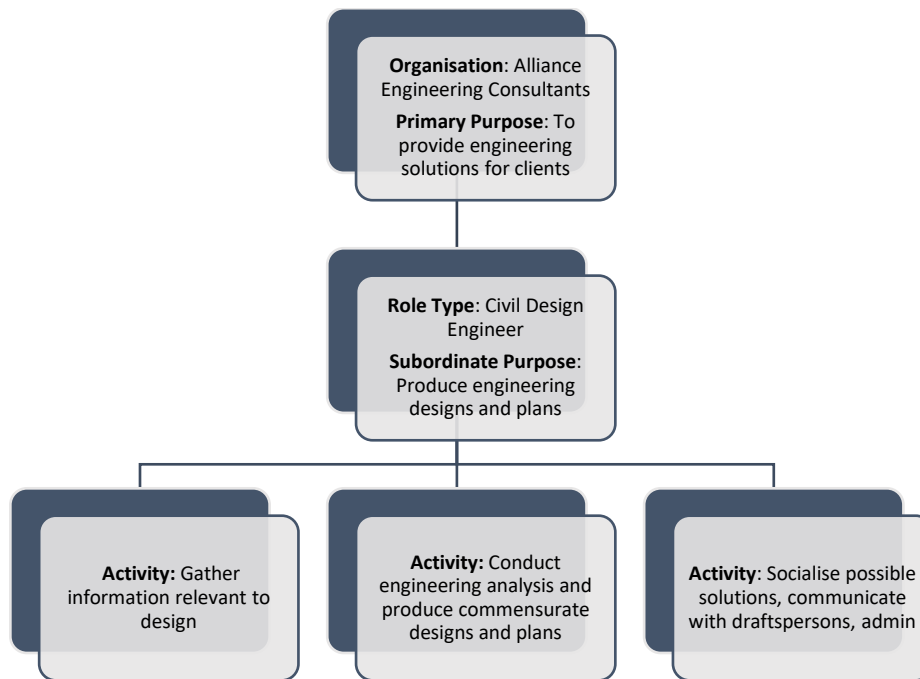 Organisation: Alliance
Engineering Consultants
Primary Purpose: To
provide engineering
solutions for clients
Role Type: Civil Design
Engineer
Subordinate Purpose:
Produce engineering
designs and plans
Activity: Gather
information relevant to
design
Activity: Conduct
engineering analysis and
produce commensurate
designs and plans
Activity: Socialise possible
solutions, communicate
with draftspersons, admin